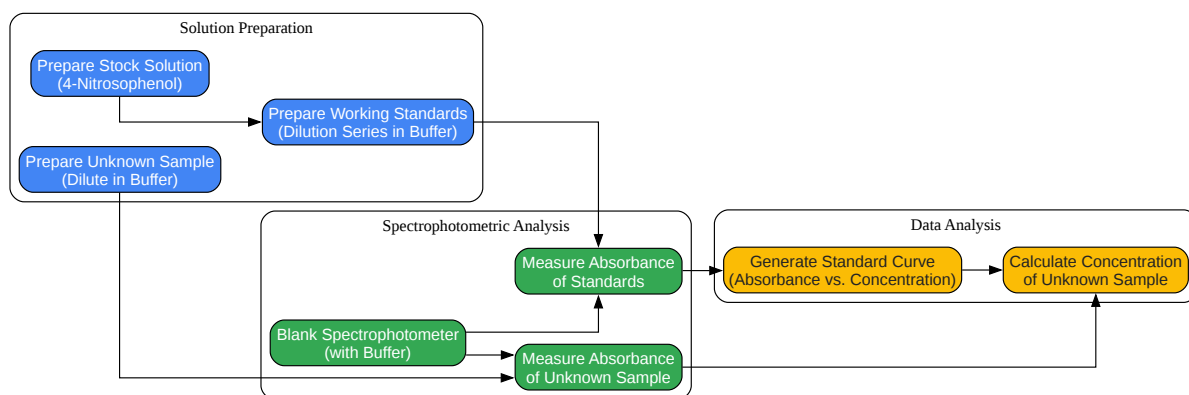 Solution Preparation
Prepare Stock Solution
(4-Nitrosophenol)
Prepare Working Standards
(Dilution Series in Buffer)
Prepare Unknown Sample
(Dilute in Buffer)
Spectrophotometric Analysis
Measure Absorbance
of Standards
Blank Spectrophotometer
(with Buffer)
Measure Absorbance
of Unknown Sample
Data Analysis
Generate Standard Curve
(Absorbance vs. Concentration)
Calculate Concentration
of Unknown Sample